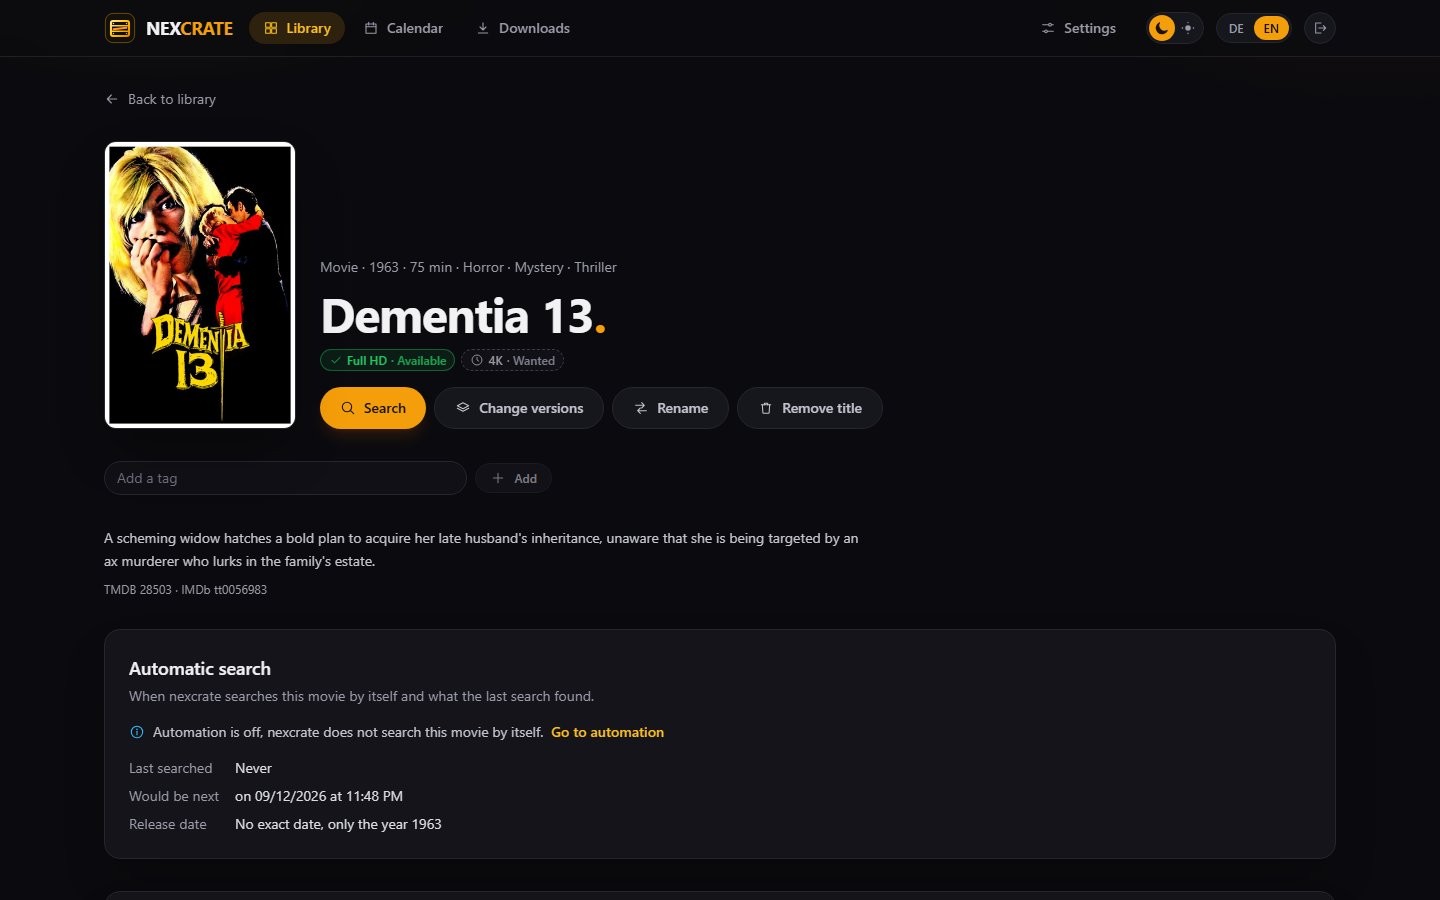 NEXCRATE
Library
Calendar
Downloads
Settings
DE
EN
Back to library
DEMENTIA
13
Movie · 1963 · 75 min · Horror · Mystery · Thriller
Dementia 13.
Full HD · Available
4K · Wanted
Search
Change versions
Rename
Remove title
Add a tag
Add
A scheming widow hatches a bold plan to acquire her late husband's inheritance, unaware that she is being targeted by an
ax murderer who lurks in the family's estate.
TMDB 28503 · IMDb tt0056983
Automatic search
When nexcrate searches this movie by itself and what the last search found.
Automation is off, nexcrate does not search this movie by itself. Go to automation
Last searched Never
Would be next on 09/12/2026 at 11:48 PM
Release date No exact date, only the year 1963